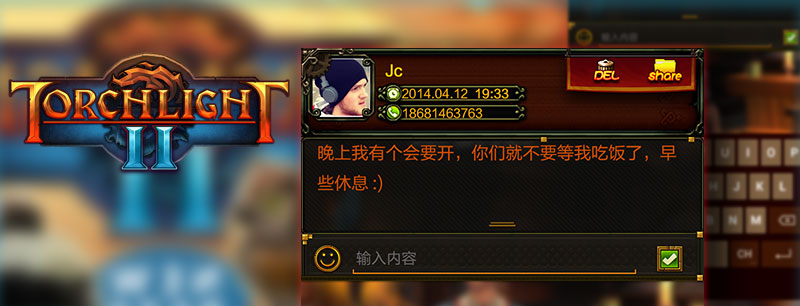 TORCHLIGHT
II
Jc
2014.04.12 19:33
18681463763
DEL
share
晚上我有个会要开，你们就不要等我吃饭了，早
些休息 :)
输入内容
输入内容
U I O P
J K L
B N M
CH